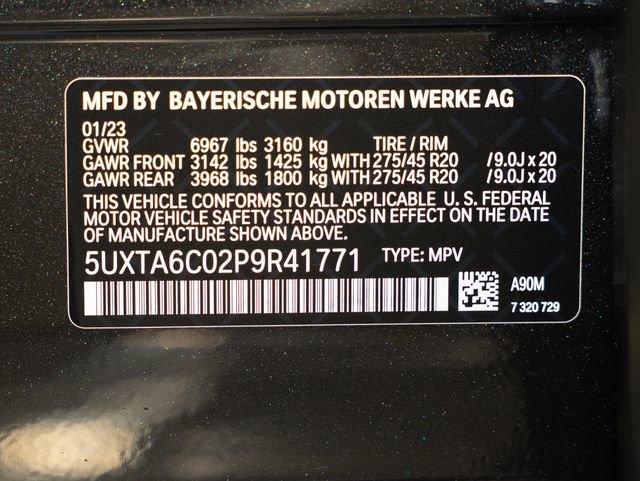 MFD BY BAYERISCHE MOTOREN WERKE AG
01/23
GVWR 6967 lbs 3160 kg TIRE / RIM
GAWR FRONT 3142 lbs 1425 kg WITH 275/45 R20 /9.0J x 20
GAWR REAR 3968 lbs 1800 kg WITH 275/45 R20 /9.0J x 20
THIS VEHICLE CONFORMS TO ALL APPLICABLE U. S. FEDERAL
MOTOR VEHICLE SAFETY STANDARDS IN EFFECT ON THE DATE
OF MANUFACTURE SHOWN ABOVE.
5UXTA6C02P9R41771 TYPE: MPV
A90M
7 320 729